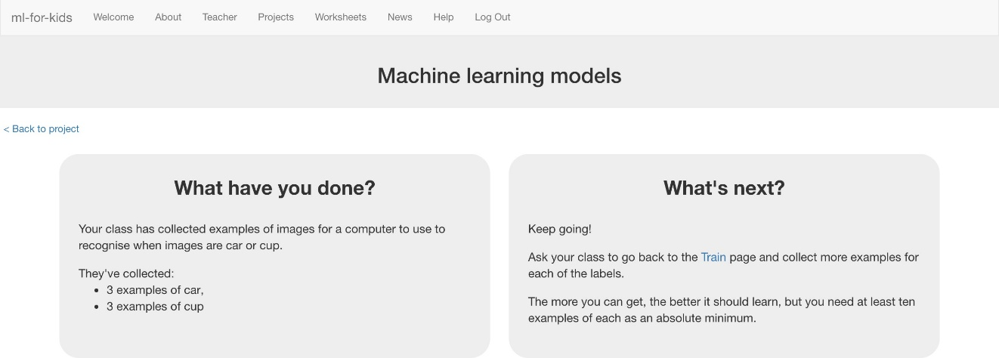 ml-for-kids Welcome About Teacher Projects Worksheets News Help Log Out
Machine learning models
< Back to project
What have you done?
Your class has collected examples of images for a computer to use to
recognise when images are car or cup.
They've collected:
• 3 examples of car,
• 3 examples of cup
What's next?
Keep going!
Ask your class to go back to the Train page and collect more examples for
each of the labels.
The more you can get, the better it should learn, but you need at least ten
examples of each as an absolute minimum.